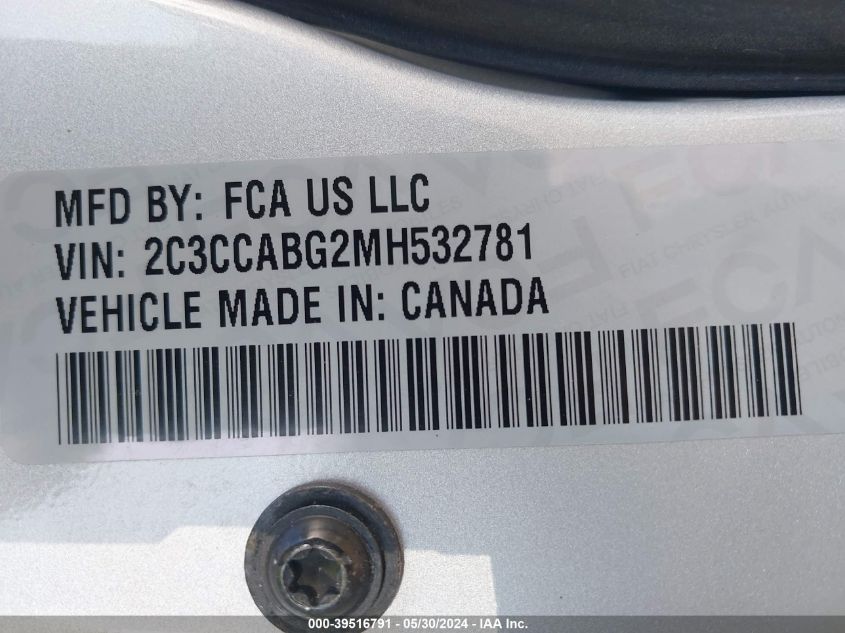 MFD BY: FCA US LLC
VIN: 2C3CCABG2MH532781
VEHICLE MADE IN: CANADA
000-39516791 - 05/30/2024 - IAA Inc.